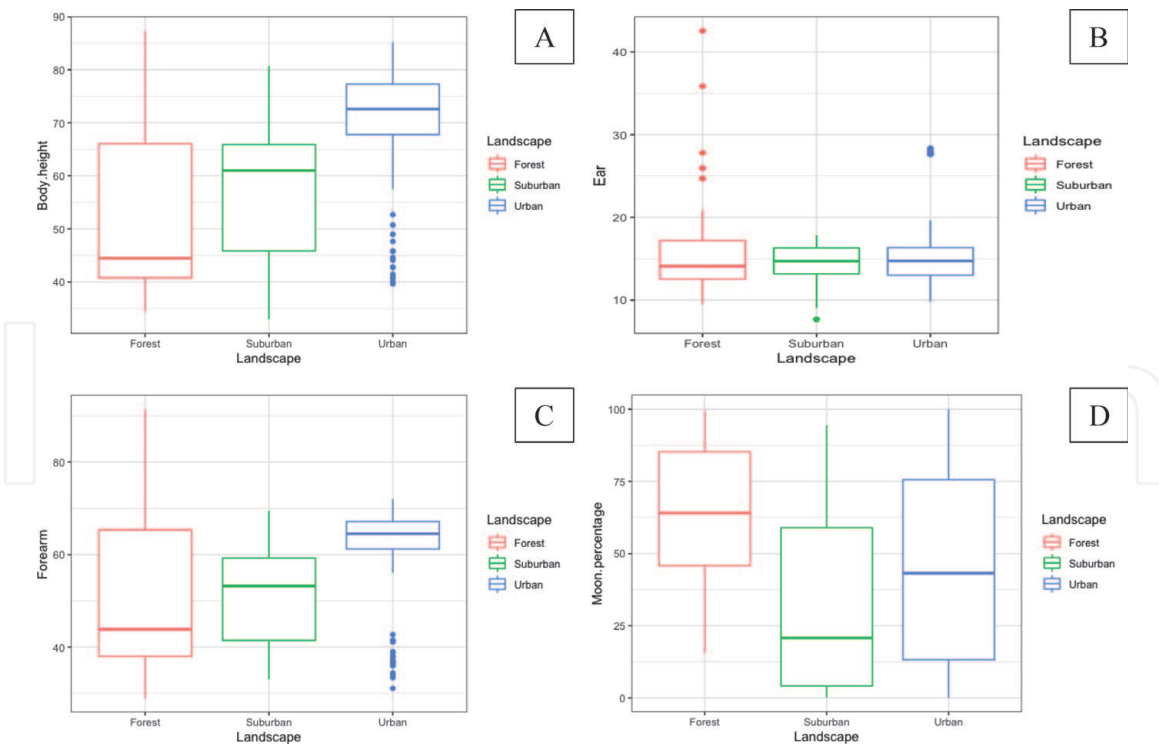 A
90
80
70
60
50
40
Body.height
Forest
Suburban
Urban
Landscape
Landscape
Forest
Suburban
Urban
B
40
30
20
10
Ear
Forest
Suburban
Urban
Landscape
Landscape
Forest
Suburban
Urban
C
80
60
40
Forearm
Forest
Suburban
Urban
Landscape
Landscape
Forest
Suburban
Urban
D
100
75
50
25
0
Moon.percentage
Forest
Suburban
Urban
Landscape
Landscape
Forest
Suburban
Urban